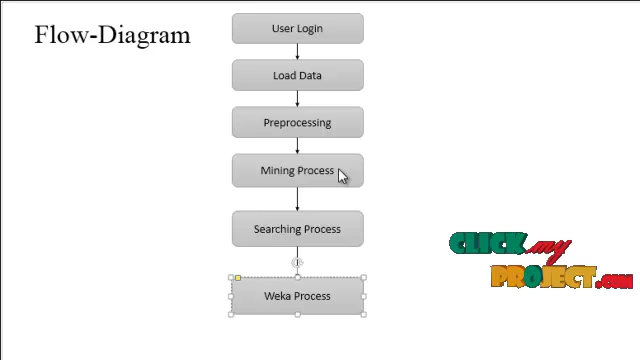 Flow-Diagram
User Login
Load Data
Preprocessing
Mining Process
Searching Process
Weka Process
CLICK my
PROJECT.COM